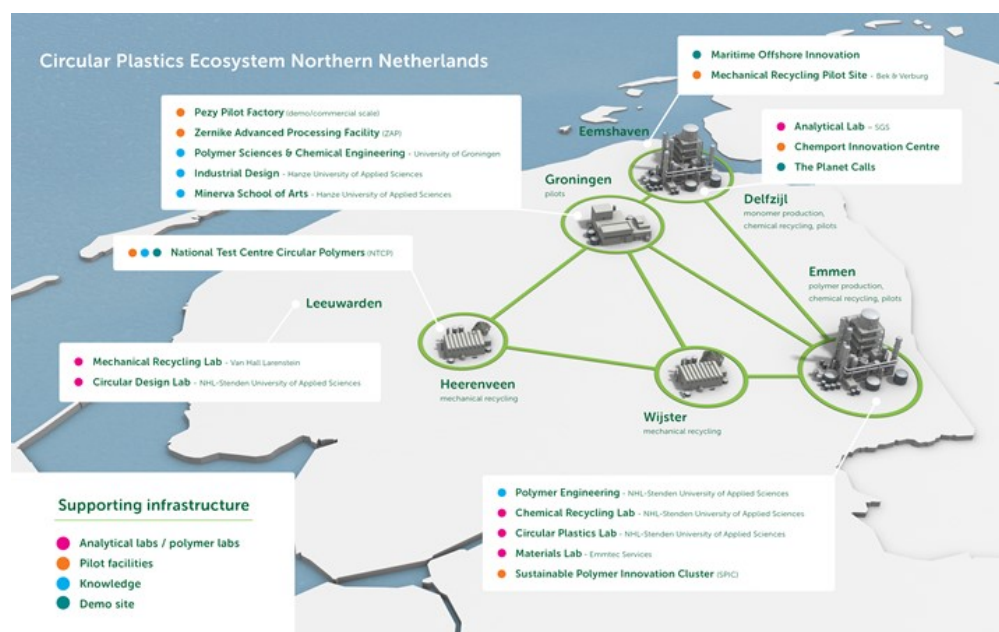 Circular Plastics Ecosystem Northern Netherlands
Maritime Offshore Innovation
Mechanical Recycling Pilot Site - Bek & Verburg
Pezy Pilot Factory (demo/commercial scale)
Zernike Advanced Processing Facility (ZAP)
Polymer Sciences & Chemical Engineering - University of Groningen
Industrial Design - Hanze University of Applied Sciences
Minerva School of Arts - Hanze University of Applied Sciences
Eemshaven
Analytical Lab - SGS
Chemport Innovation Centre
The Planet Calls
Groningen
pilots
Delfzijl
monomer production,
chemical recycling, pilots
National Test Centre Circular Polymers (NTCP)
Emmen
polymer production,
chemical recycling, pilots
Leeuwarden
Mechanical Recycling Lab - Van Hall Larenstein
Circular Design Lab - NHL-Stenden University of Applied Sciences
Heerenveen
mechanical recycling
Wijster
mechanical recycling
Polymer Engineering - NHL-Stenden University of Applied Sciences
Chemical Recycling Lab - NHL-Stenden University of Applied Sciences
Circular Plastics Lab - NHL-Stenden University of Applied Sciences
Materials Lab - Emmtec Services
Sustainable Polymer Innovation Cluster (SPIC)
Supporting infrastructure
Analytical labs / polymer labs
Pilot facilities
Knowledge
Demo site